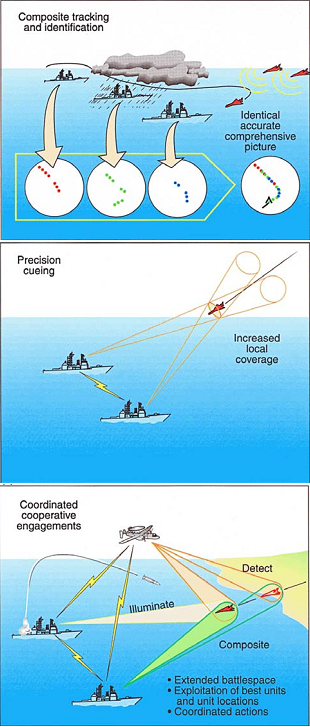 Composite tracking
and identification
Identical
accurate
comprehensive
picture
Precision
cueing
Increased
local
coverage
Coordinated
cooperative
engagements
Detect
Illuminate
Composite
• Extended battlespace
• Exploitation of best units
and unit locations
• Coordinated actions